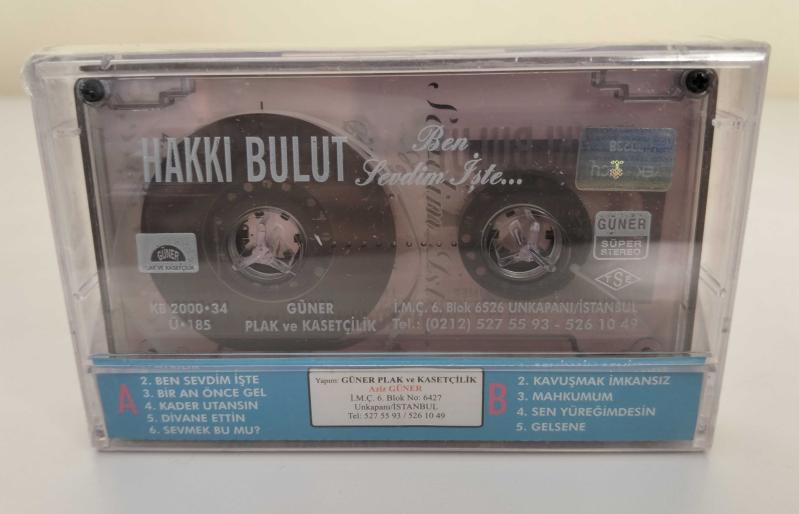 HAKKI BULUT
Ben
Sevdim İşte...
GÜNER
PLAK VE KASETÇİLİK
GÜNER
SÜPER
STEREO
TSE
KB 2000•34
Ü•185
GÜNER
PLAK ve KASETÇİLİK
İ.M.Ç. 6. Blok 6526 UNKAPANI/İSTANBUL
Tel.: (0212) 527 55 93 - 526 10 49
A
2. BEN SEVDİM İŞTE
3. BİR AN ÖNCE GEL
4. KADER UTANSIN
5. DİVANE ETTİN
6. SEVMEK BU MU?
Yapım: GÜNER PLAK ve KASETÇİLİK
Aziz GÜNER
İ.M.Ç. 6. Blok No: 6427
Unkapanı/İSTANBUL
Tel: 527 55 93 / 526 10 49
B
2. KAVUŞMAK İMKANSIZ
3. MAHKUMUM
4. SEN YÜREĞİMDESİN
5. GELSENE